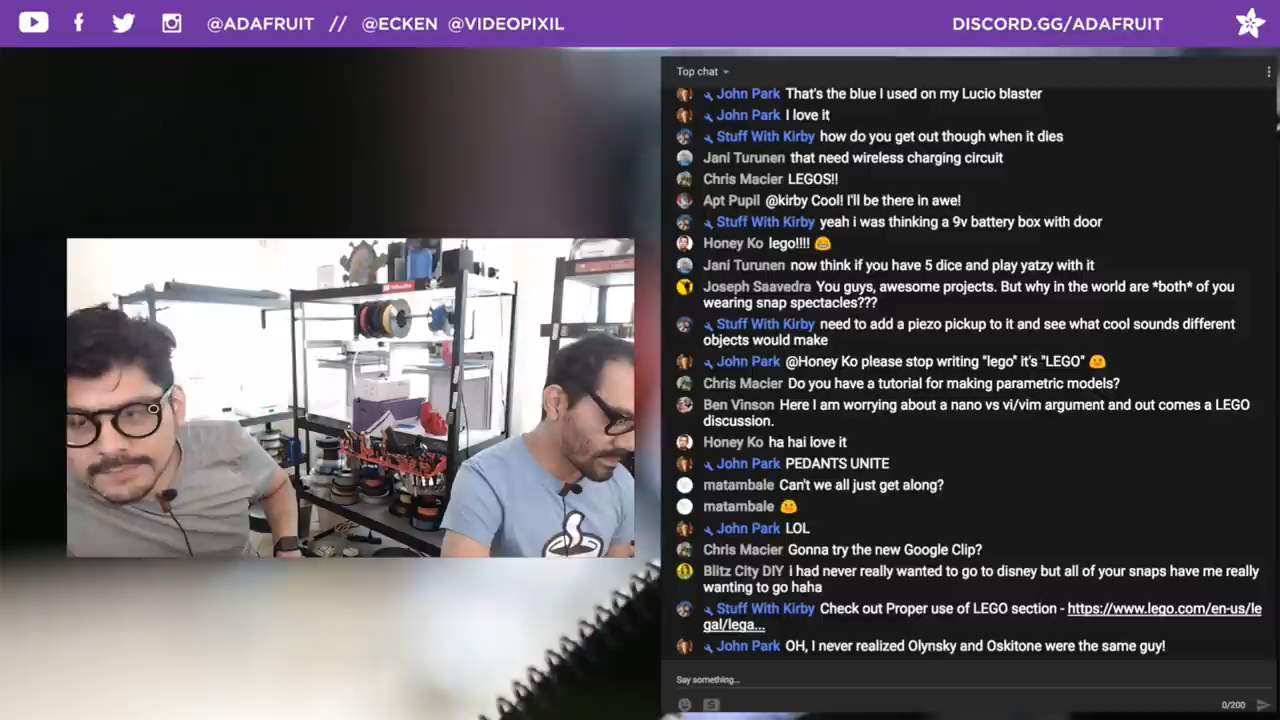 @ADAFRUIT // @ECKEN @VIDEOPIXIL
DISCORD.GG/ADAFRUIT
Top chat
John Park That's the blue I used on my Lucio blaster
John Park I love it
Stuff With Kirby how do you get out though when it dies
Jani Turunen that need wireless charging circuit
Chris Macier LEGOS!!
Apt Pupil @kirby Cool! I'll be there in awe!
Stuff With Kirby yeah i was thinking a 9v battery box with door
Honey Ko lego!!!! 😄
Jani Turunen now think if you have 5 dice and play yatzy with it
Joseph Saavedra You guys, awesome projects. But why in the world are *both* of you
wearing snap spectacles???
Stuff With Kirby need to add a piezo pickup to it and see what cool sounds different
objects would make
John Park @Honey Ko please stop writing "lego" it's "LEGO" 🙂
Chris Macier Do you have a tutorial for making parametric models?
Ben Vinson Here I am worrying about a nano vs vi/vim argument and out comes a LEGO
discussion.
Honey Ko ha hai love it
John Park PEDANTS UNITE
matambale Can't we all just get along?
matambale 🙂
John Park LOL
Chris Macier Gonna try the new Google Clip?
Blitz City DIY i had never really wanted to go to disney but all of your snaps have me really
wanting to go haha
Stuff With Kirby Check out Proper use of LEGO section - https://www.lego.com/en-us/le
gal/lega...
John Park OH, I never realized Olynsky and Oskitone were the same guy!
Say something...
0/200